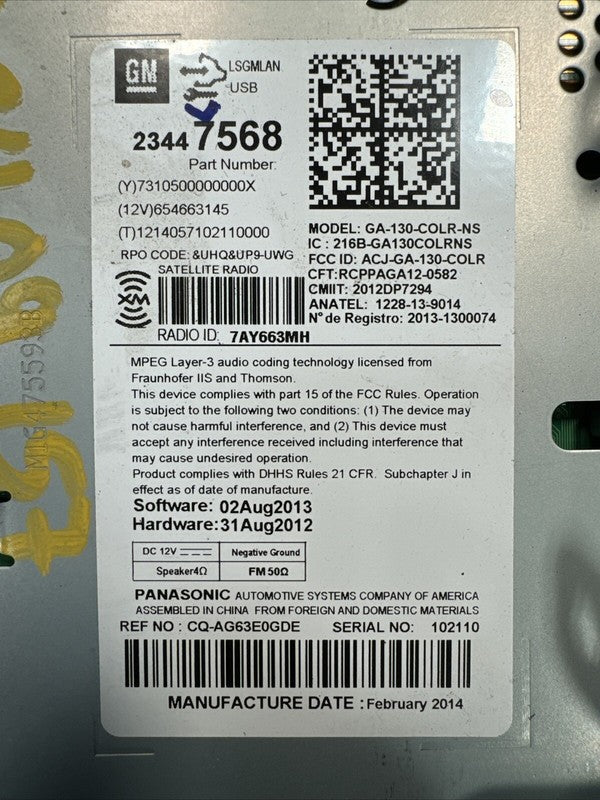 GM
LSGMLAN
USB
23447568
Part Number:
(Y)7310500000000X
(12V)654663145
(T)1214057102110000
RPO CODE: &UHQ&UP9-UWG
SATELLITE RADIO
XM
RADIO ID: 7AY663MH
MODEL: GA-130-COLR-NS
IC : 216B-GA130COLRNS
FCC ID: ACJ-GA-130-COLR
CFT:RCPPAGA12-0582
CMIIT: 2012DP7294
ANATEL: 1228-13-9014
N° de Registro: 2013-1300074
MPEG Layer-3 audio coding technology licensed from
Fraunhofer IIS and Thomson.
This device complies with part 15 of the FCC Rules. Operation
is subject to the following two conditions: (1) The device may
not cause harmful interference, and (2) This device must
accept any interference received including interference that
may cause undesired operation.
Product complies with DHHS Rules 21 CFR. Subchapter J in
effect as of date of manufacture.
Software: 02Aug2013
Hardware:31Aug2012
DC 12V Negative Ground
Speaker4Ω FM 50Ω
PANASONIC AUTOMOTIVE SYSTEMS COMPANY OF AMERICA
ASSEMBLED IN CHINA FROM FOREIGN AND DOMESTIC MATERIALS
REF NO : CQ-AG63E0GDE SERIAL NO: 102110
MANUFACTURE DATE : February 2014